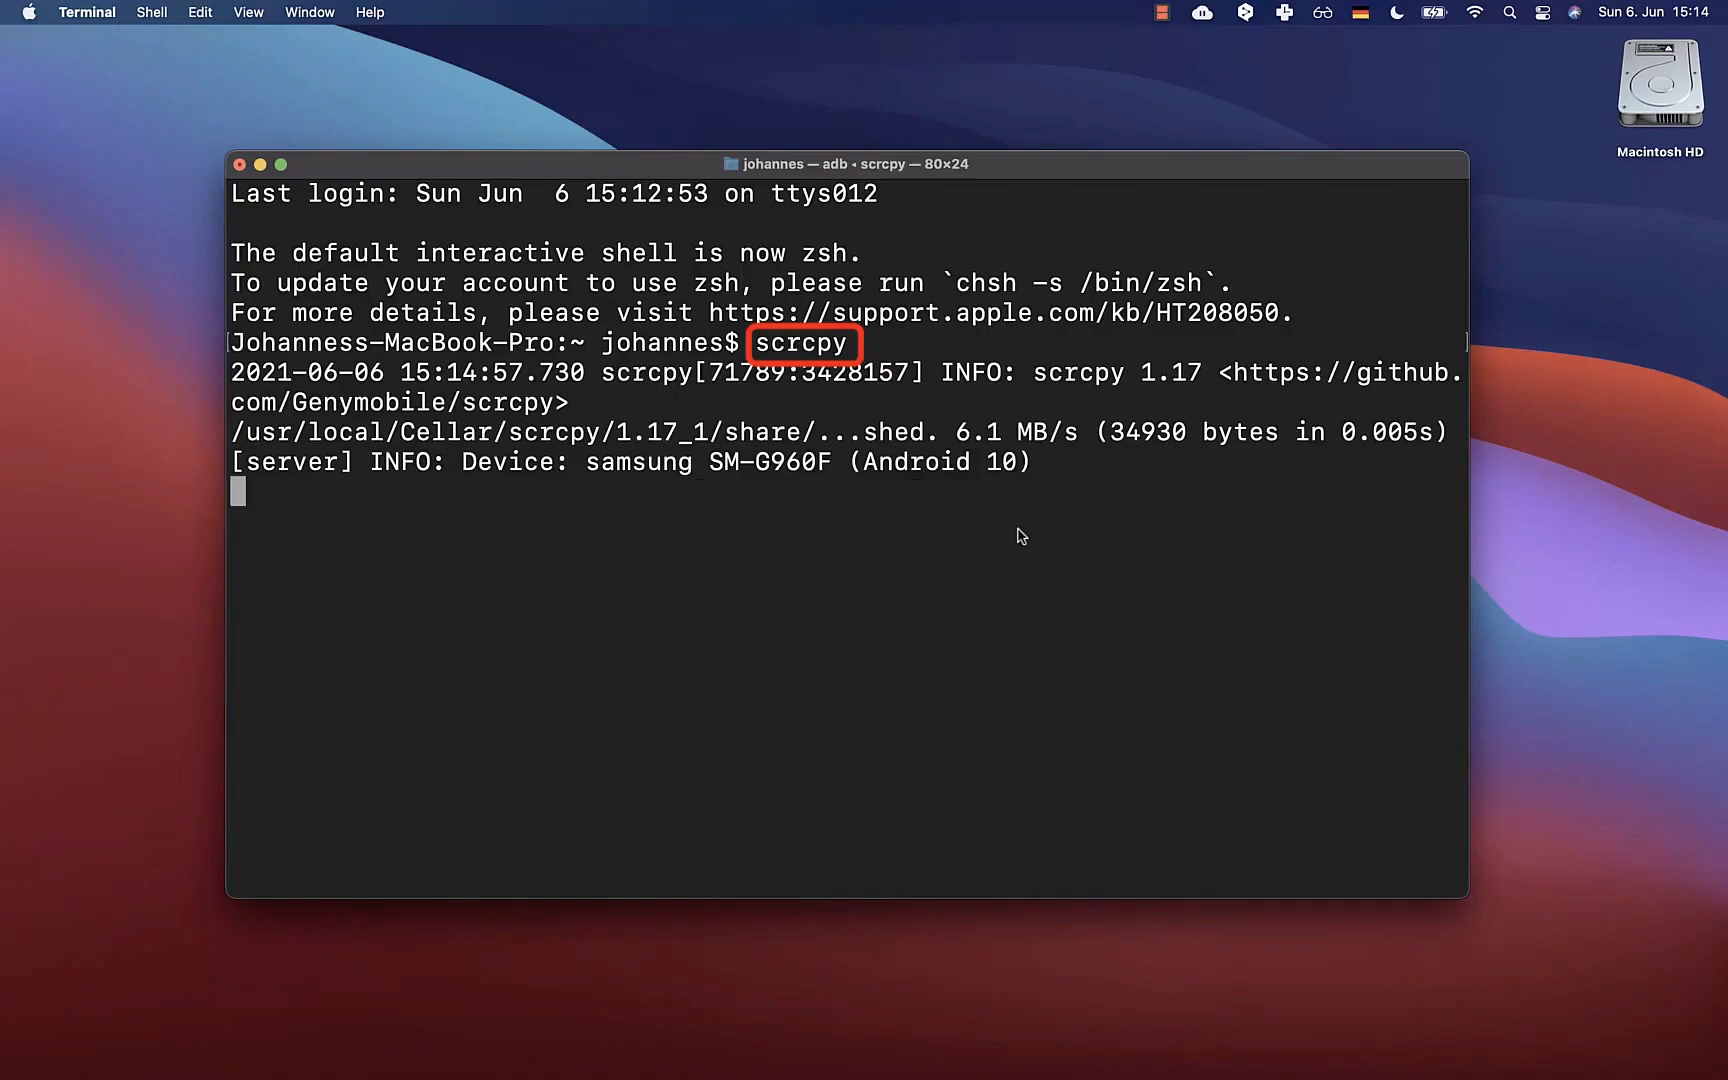 Terminal Shell Edit View Window Help Sun 6. Jun 15:14
Macintosh HD
johannes — adb ◂ scrcpy — 80×24
Last login: Sun Jun  6 15:12:53 on ttys012
The default interactive shell is now zsh.
To update your account to use zsh, please run `chsh -s /bin/zsh`.
For more details, please visit https://support.apple.com/kb/HT208050.
[Johanness-MacBook-Pro:~ johannes$ scrcpy ]
2021-06-06 15:14:57.730 scrcpy[71789:3428157] INFO: scrcpy 1.17 <https://github.
com/Genymobile/scrcpy>
/usr/local/Cellar/scrcpy/1.17_1/share/...shed. 6.1 MB/s (34930 bytes in 0.005s)
[server] INFO: Device: samsung SM-G960F (Android 10)